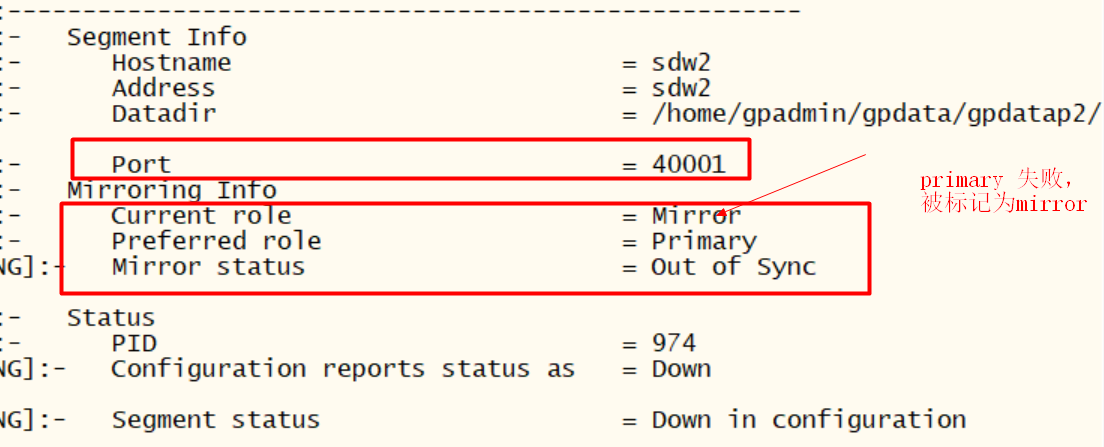 :-----------------------------------------------------------
:-   Segment Info
:-      Hostname                          = sdw2
:-      Address                           = sdw2
:-      Datadir                           = /home/gpadmin/gpdata/gpdatap2/
:-      Port                              = 40001
:-   Mirroring Info
:-      Current role                      = Mirror
:-      Preferred role                    = Primary
NG]:-   Mirror status                     = Out of Sync
primary 失败，
被标记为mirror
:-   Status
:-      PID                               = 974
NG]:-   Configuration reports status as   = Down
NG]:-   Segment status                    = Down in configuration